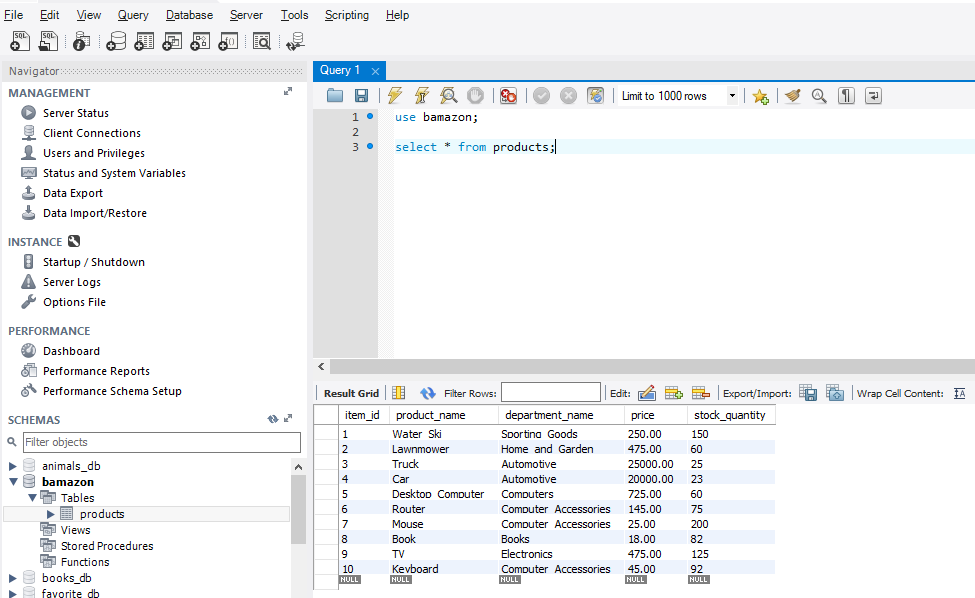 File Edit View Query Database Server Tools Scripting Help
SQL SQL
Navigator
MANAGEMENT
Server Status
Client Connections
Users and Privileges
Status and System Variables
Data Export
Data Import/Restore
INSTANCE
Startup / Shutdown
Server Logs
Options File
PERFORMANCE
Dashboard
Performance Reports
Performance Schema Setup
SCHEMAS
Filter objects
animals_db
bamazon
Tables
products
Views
Stored Procedures
Functions
books_db
favorite_db
Query 1
Limit to 1000 rows
1 use bamazon;
2
3 select * from products;
Result Grid Filter Rows: Edit: Export/Import: Wrap Cell Content:
item_id product_name department_name price stock_quantity
1 Water Ski Sporting Goods 250.00 150
2 Lawnmower Home and Garden 475.00 60
3 Truck Automotive 25000.00 25
4 Car Automotive 20000.00 23
5 Desktop Computer Computers 725.00 60
6 Router Computer Accessories 145.00 75
7 Mouse Computer Accessories 25.00 200
8 Book Books 18.00 82
9 TV Electronics 475.00 125
10 Keyboard Computer Accessories 45.00 92
NULL NULL NULL NULL NULL